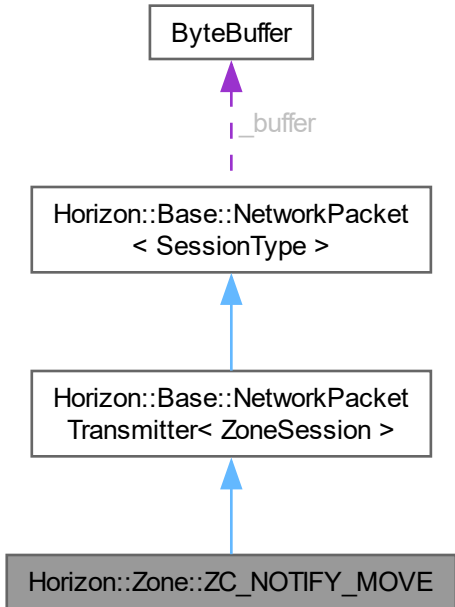 ByteBuffer
_buffer
Horizon::Base::NetworkPacket
< SessionType >
Horizon::Base::NetworkPacket
Transmitter< ZoneSession >
Horizon::Zone::ZC_NOTIFY_MOVE